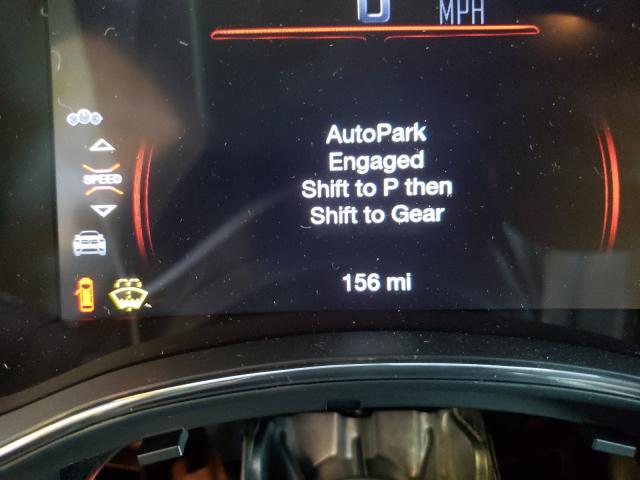 MPH
AutoPark
Engaged
SPEED
Shift to P then
Shift to Gear
156 mi